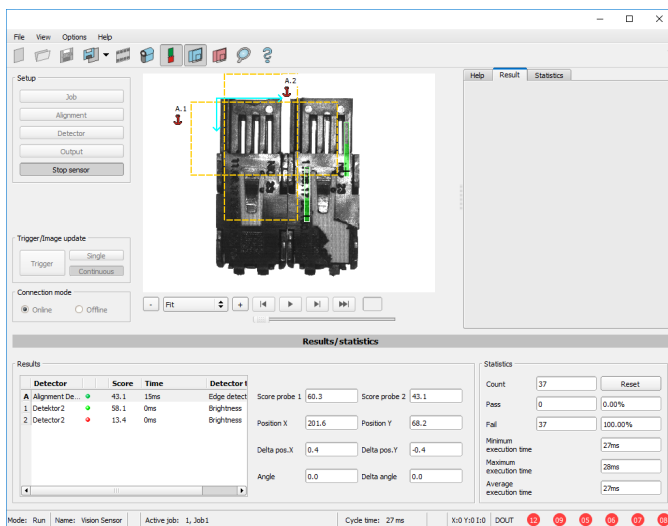 File View Options Help
Setup
Job
Alignment
Detector
Output
Stop sensor
Trigger/Image update
Trigger
Single
Continuous
Connection mode
Online
Offline
A.1
A.2
- Fit +
Help Result Statistics
Results/statistics
Results
Detector Score Time Detector t
A Alignment De... 43.1 15ms Edge detect
1 Detektor2 58.1 0ms Brightness
2 Detector2 13.4 0ms Brightness
Score probe 1 60.3 Score probe 2 43.1
Position X 201.6 Position Y 68.2
Delta pos.X 0.4 Delta pos.Y -0.4
Angle 0.0 Delta angle 0.0
Statistics
Count 37 Reset
Pass 0 0.00%
Fail 37 100.00%
Minimum
execution time 27ms
Maximum
execution time 28ms
Average
execution time 27ms
Mode: Run Name: Vision Sensor Active job: 1, Job1 Cycle time: 27 ms X:0 Y:0 I:0 DOUT 12 09 05 06 07 08